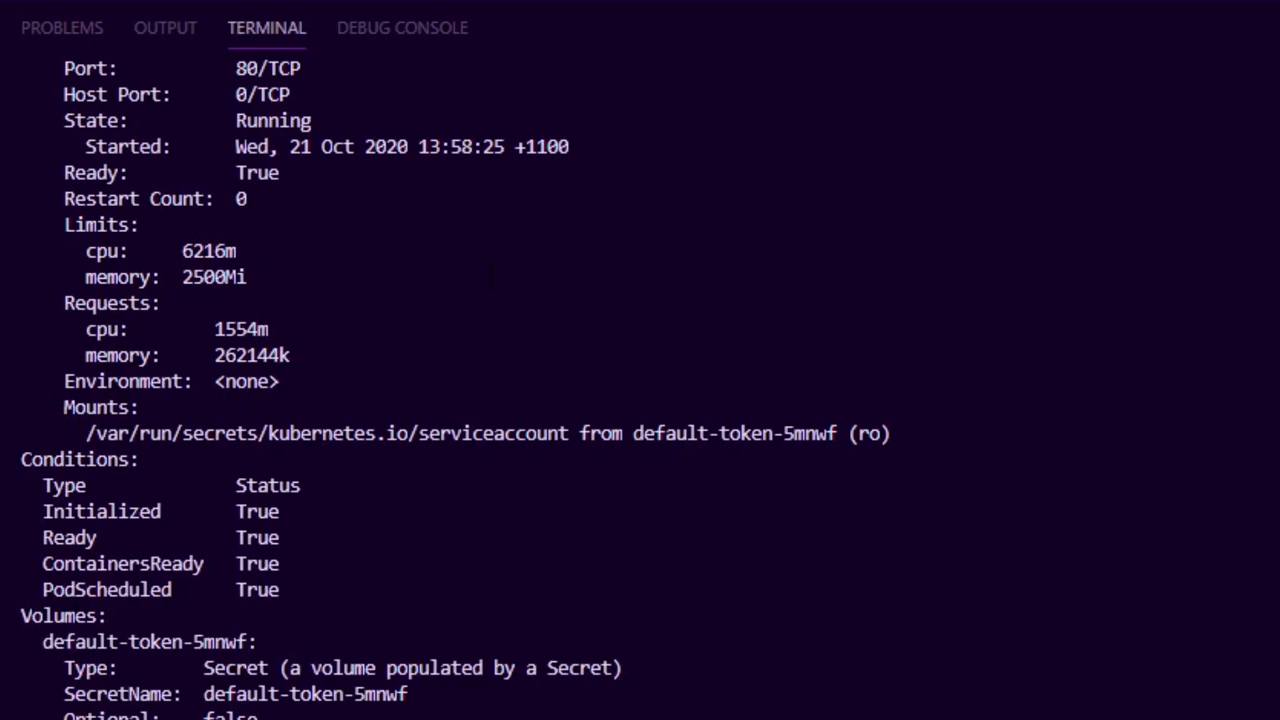 PROBLEMS OUTPUT TERMINAL DEBUG CONSOLE
Port: 80/TCP
Host Port: 0/TCP
State: Running
Started: Wed, 21 Oct 2020 13:58:25 +1100
Ready: True
Restart Count: 0
Limits:
cpu: 6216m
memory: 2500Mi
Requests:
cpu: 1554m
memory: 262144k
Environment: <none>
Mounts:
/var/run/secrets/kubernetes.io/serviceaccount from default-token-5mnwf (ro)
Conditions:
Type Status
Initialized True
Ready True
ContainersReady True
PodScheduled True
Volumes:
default-token-5mnwf:
Type: Secret (a volume populated by a Secret)
SecretName: default-token-5mnwf
Optional: false